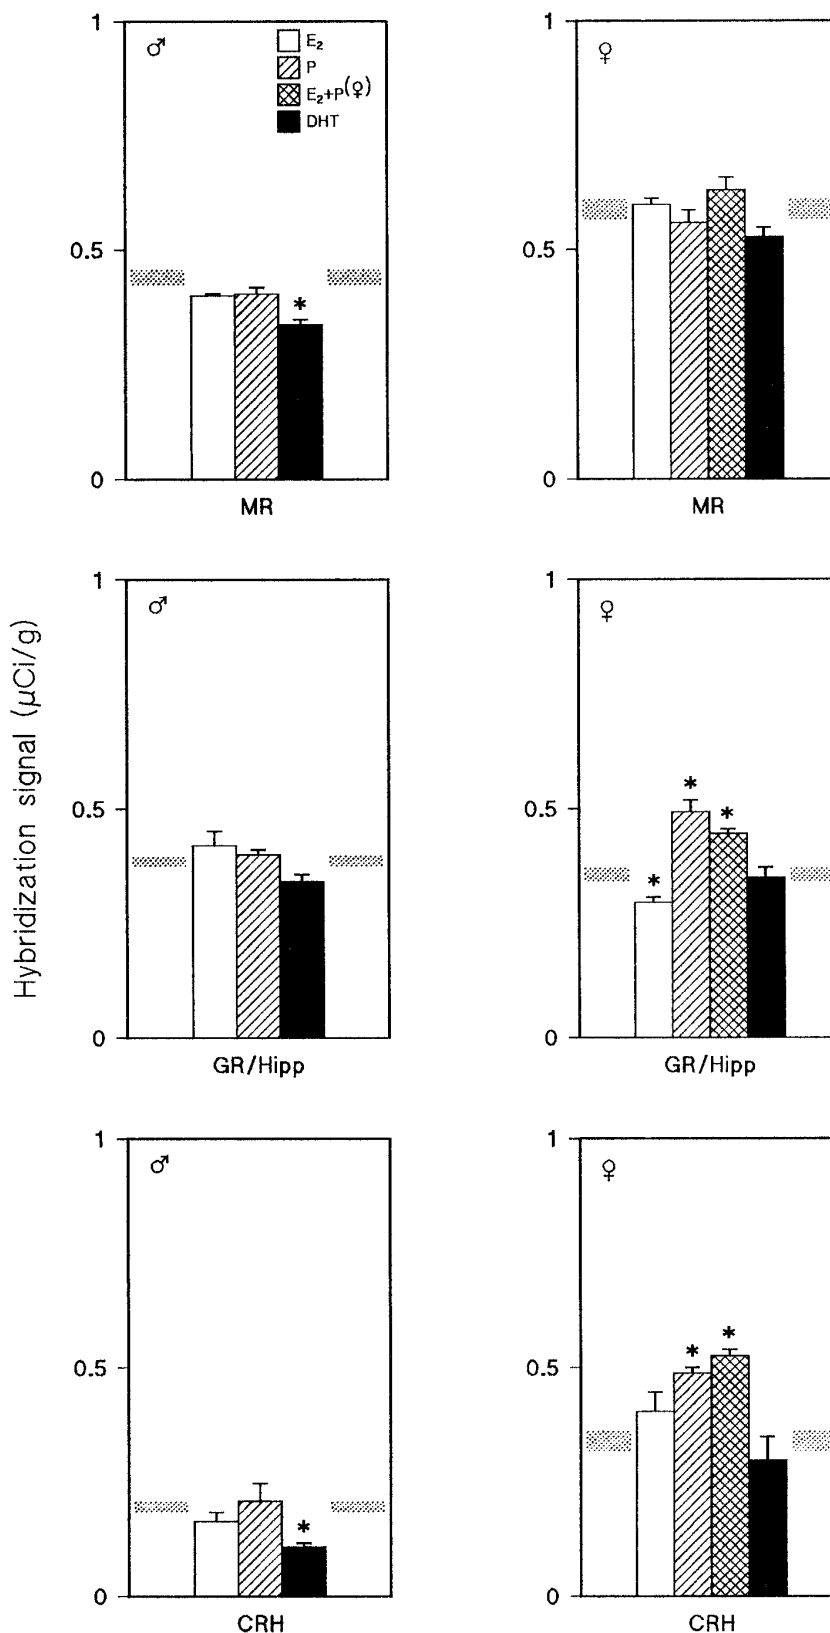 Hybridization signal (μCi/g)
1
0.5
0
♂
E₂
P
E₂+P(♀)
DHT
*
MR
1
0.5
0
♀
MR
1
0.5
0
♂
GR/Hipp
1
0.5
0
♀
*
*
*
GR/Hipp
1
0.5
0
♂
*
CRH
1
0.5
0
♀
*
*
CRH